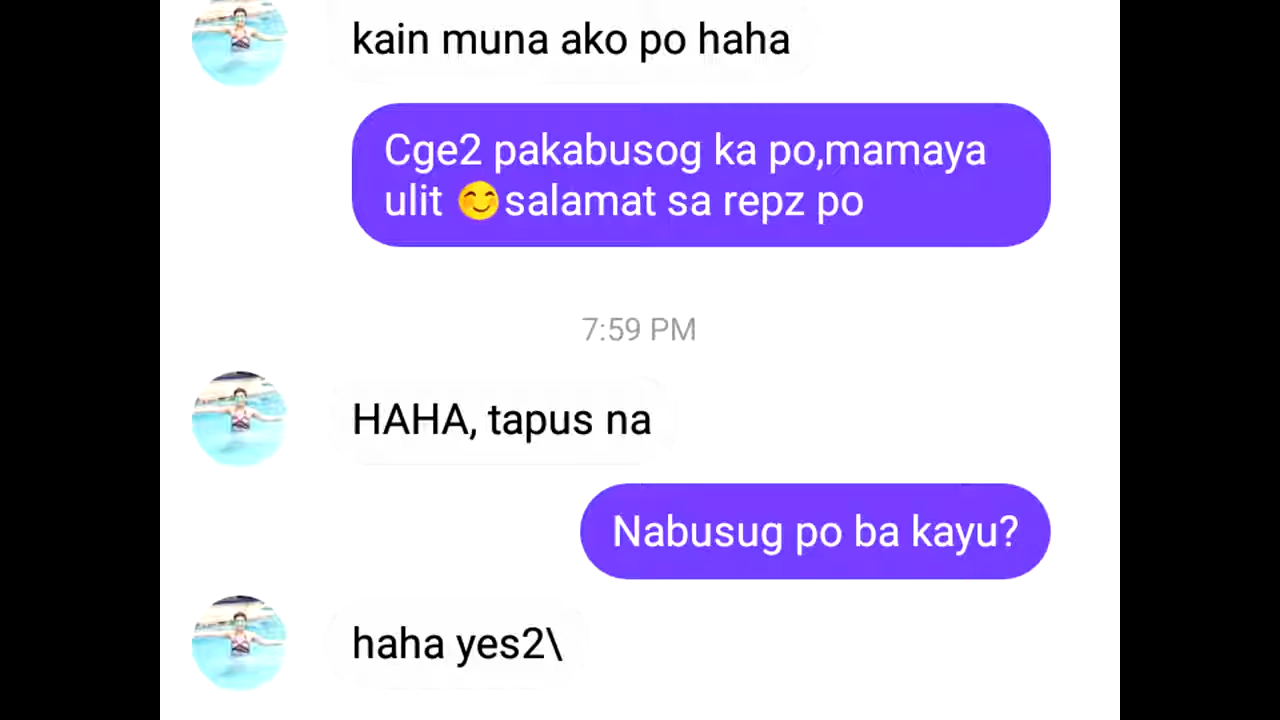 kain muna ako po haha
Cge2 pakabusog ka po,mamaya
ulit 😊salamat sa repz po
7:59 PM
HAHA, tapus na
Nabusug po ba kayu?
haha yes2\